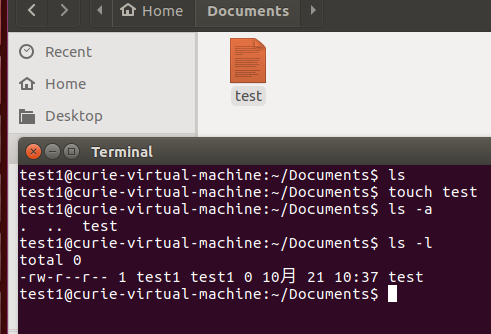 Home Documents
Recent
Home
Desktop
test
Terminal
test1@curie-virtual-machine:~/Documents$ ls
test1@curie-virtual-machine:~/Documents$ touch test
test1@curie-virtual-machine:~/Documents$ ls -a
.  ..  test
test1@curie-virtual-machine:~/Documents$ ls -l
total 0
-rw-r--r-- 1 test1 test1 0 10月 21 10:37 test
test1@curie-virtual-machine:~/Documents$